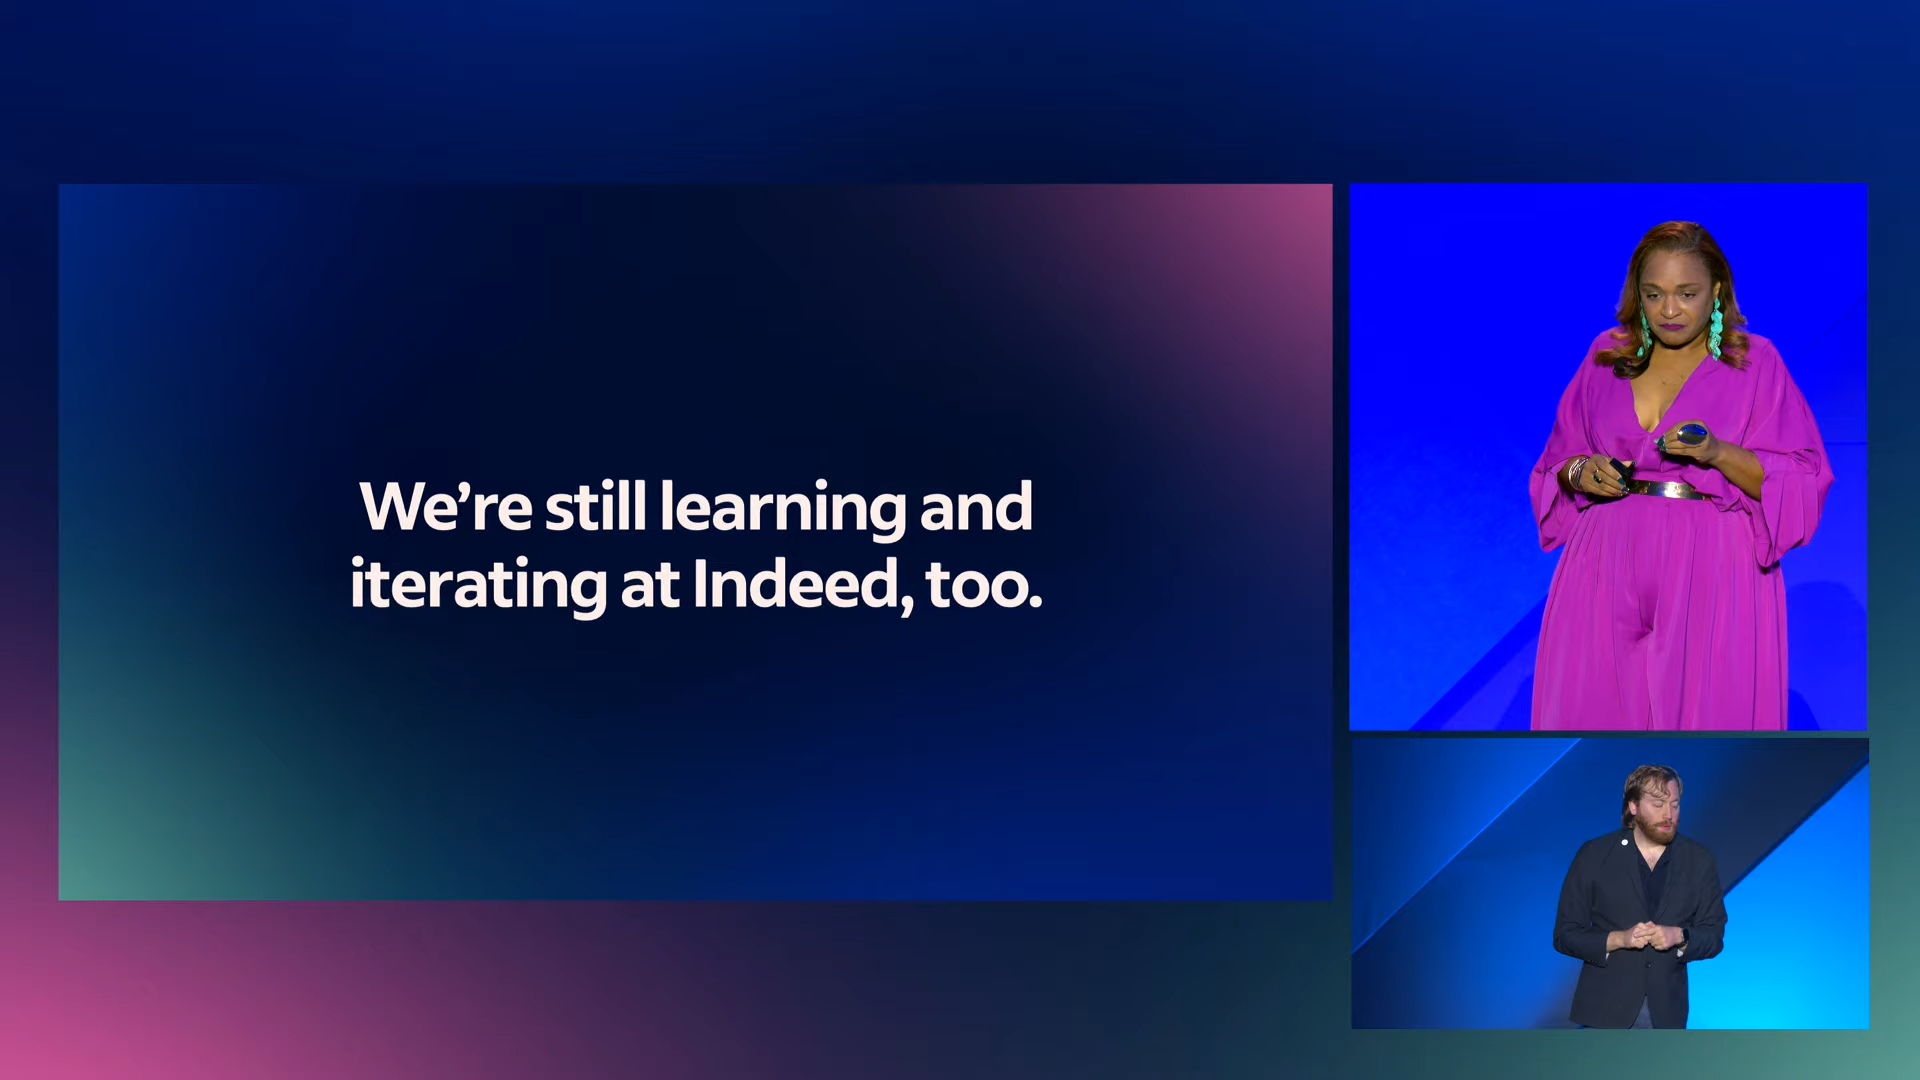 We’re still learning and
iterating at Indeed, too.